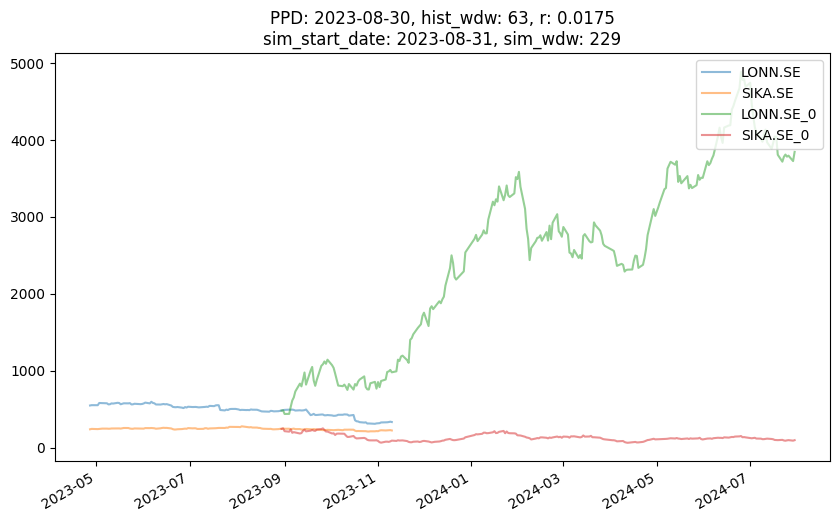 PPD: 2023-08-30, hist_wdw: 63, r: 0.0175
sim_start_date: 2023-08-31, sim_wdw: 229
5000
4000
3000
2000
1000
0
LONN.SE
SIKA.SE
LONN.SE_0
SIKA.SE_0
2023-05
2023-07
2023-09
2023-11
2024-01
2024-03
2024-05
2024-07